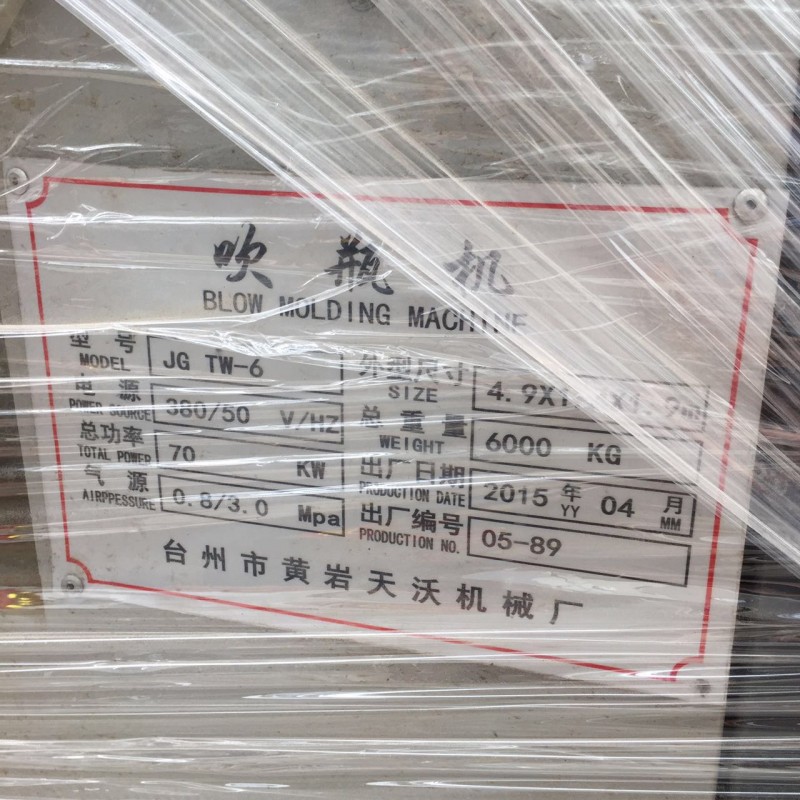 吹瓶机
BLOW MOLDING MACHINE
型号 JG TW-6
MODEL
外型尺寸 4.9X
SIZE
电源 380/50 V/HZ
POWER SOURCE
总重量 6000 KG
WEIGHT
总功率 70 KW
TOTAL POWER
出厂日期 2015 年 04 月
PRODUCTION DATE YY MM
气源 0.8/3.0 Mpa
AIRPPESSURE
出厂编号 05-89
PRODUCTION NO.
台州市黄岩天沃机械厂